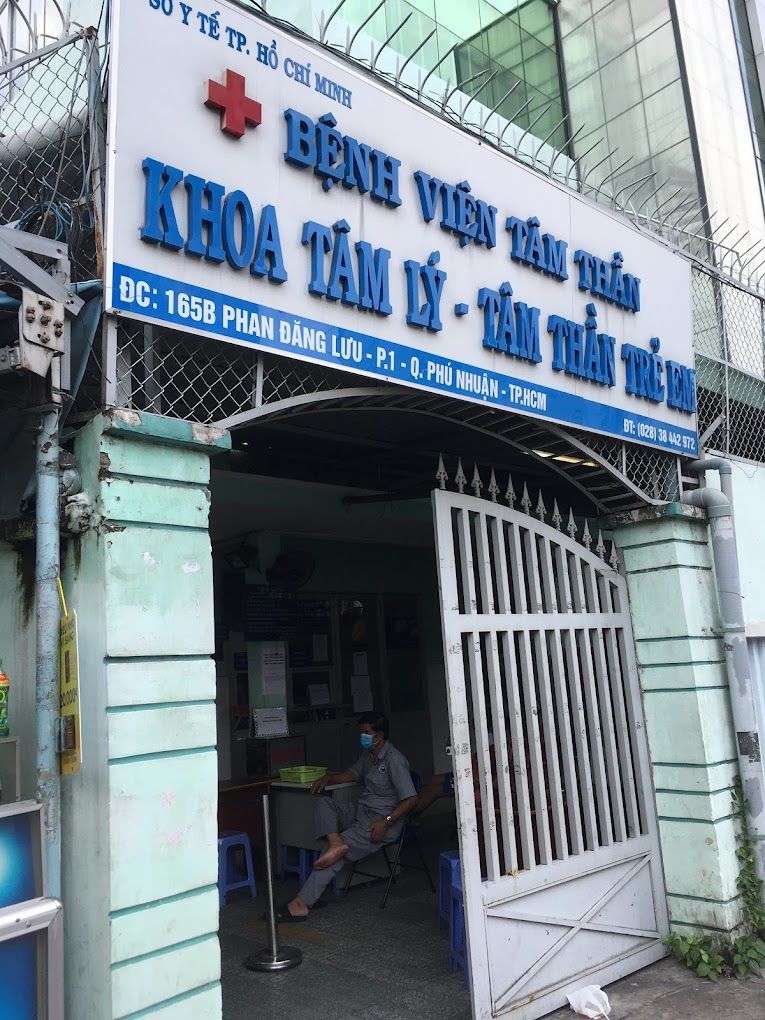 SỞ Y TẾ TP. HỒ CHÍ MINH
BỆNH VIỆN TÂM THẦN
KHOA TÂM LÝ - TÂM THẦN TRẺ EM
ĐC: 165B PHAN ĐĂNG LƯU - P.1 - Q. PHÚ NHUẬN - TP.HCM
ĐT: (028) 38 442 972